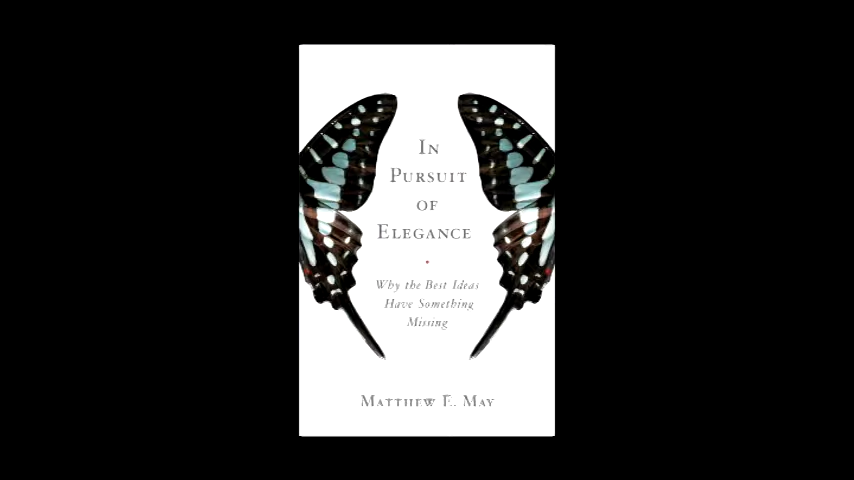 In
Pursuit
of
Elegance
Why the Best Ideas
Have Something
Missing
Matthew E. May